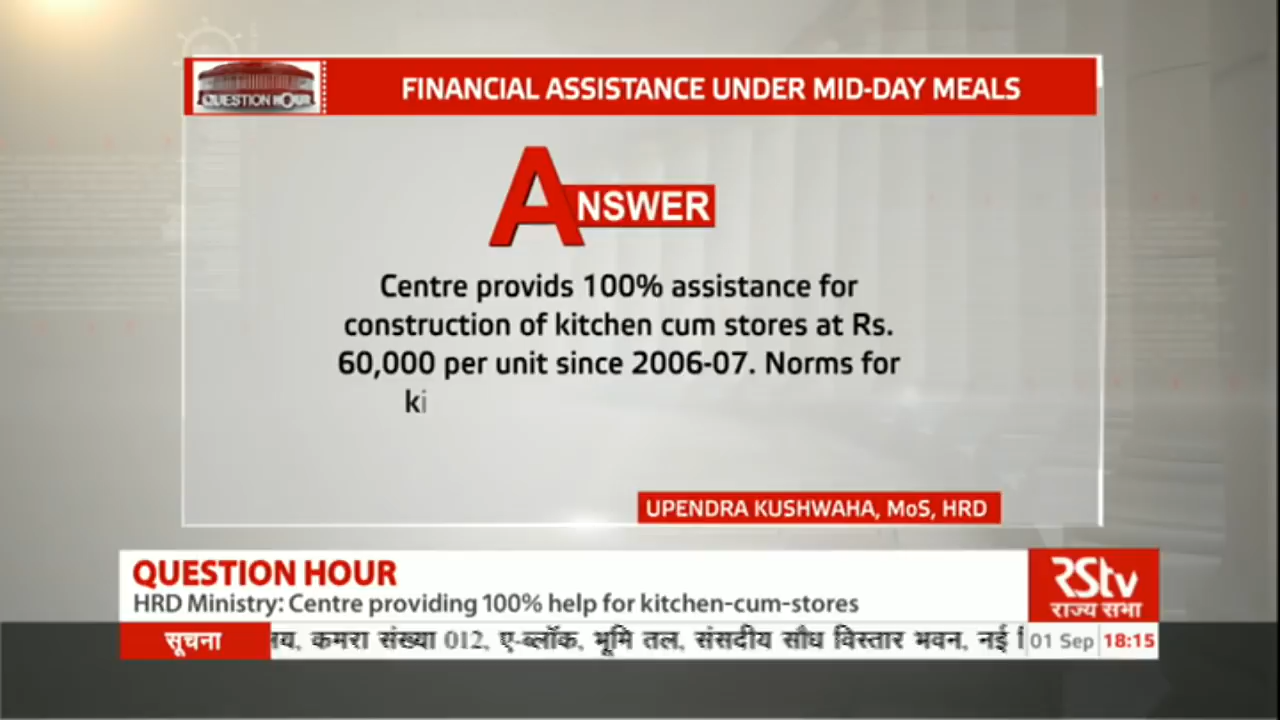 QUESTION HOUR
FINANCIAL ASSISTANCE UNDER MID-DAY MEALS
ANSWER
Centre provids 100% assistance for
construction of kitchen cum stores at Rs.
60,000 per unit since 2006-07. Norms for
ki
UPENDRA KUSHWAHA, MoS, HRD
QUESTION HOUR
HRD Ministry: Centre providing 100% help for kitchen-cum-stores
RStv
राज्य सभा
सूचना
कमरा संख्या 012, ए-ब्लॉक, भूमि तल, संसदीय सौध विस्तार भवन, नई
01 Sep 18:15